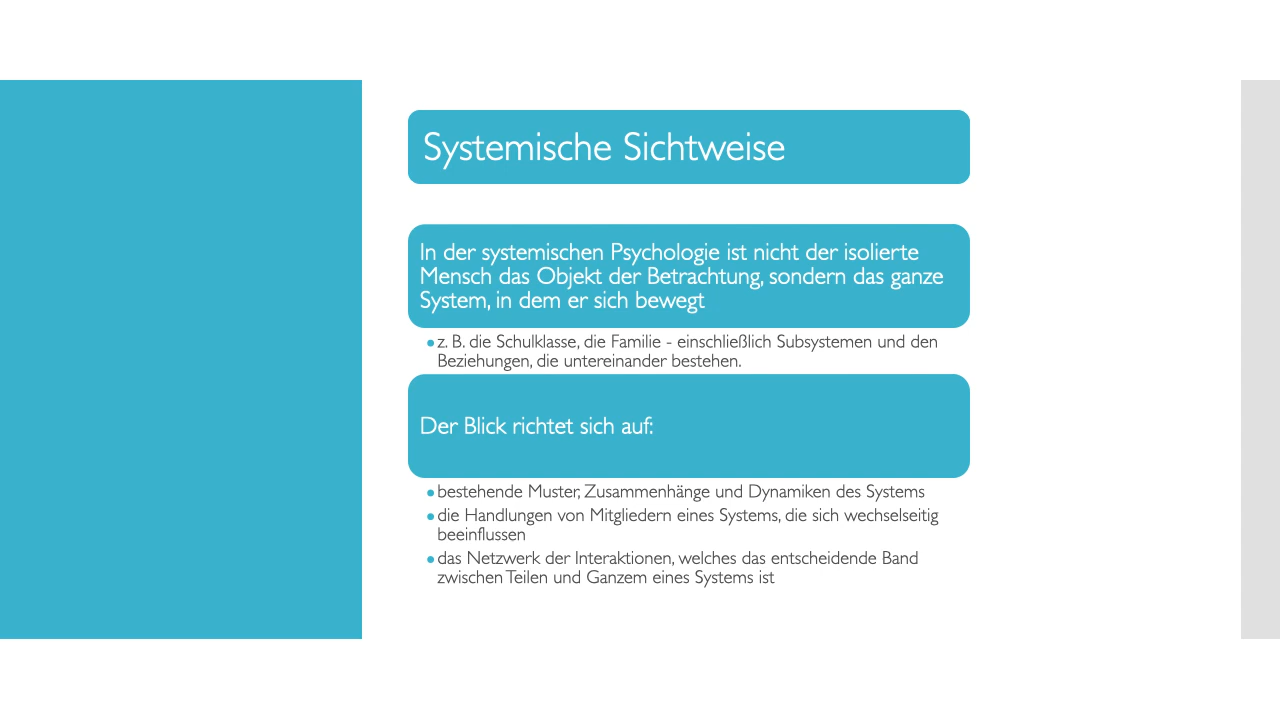 Systemische Sichtweise
In der systemischen Psychologie ist nicht der isolierte
Mensch das Objekt der Betrachtung, sondern das ganze
System, in dem er sich bewegt
•z. B. die Schulklasse, die Familie - einschließlich Subsystemen und den
Beziehungen, die untereinander bestehen.
Der Blick richtet sich auf:
•bestehende Muster, Zusammenhänge und Dynamiken des Systems
•die Handlungen von Mitgliedern eines Systems, die sich wechselseitig
beeinflussen
•das Netzwerk der Interaktionen, welches das entscheidende Band
zwischen Teilen und Ganzem eines Systems ist